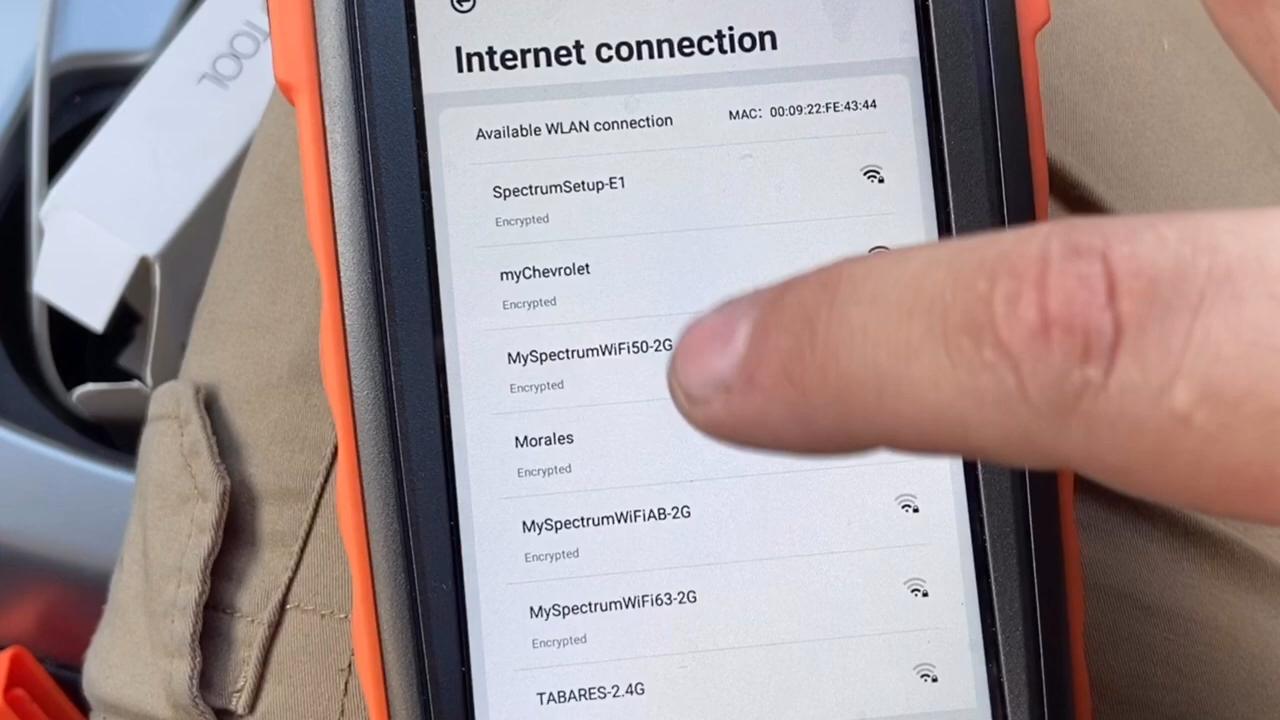 TOOL
Internet connection
Available WLAN connection MAC: 00:09:22:FE:43:44
SpectrumSetup-E1
Encrypted
myChevrolet
Encrypted
MySpectrumWiFi50-2G
Encrypted
Morales
Encrypted
MySpectrumWiFiAB-2G
Encrypted
MySpectrumWiFi63-2G
Encrypted
TABARES-2.4G